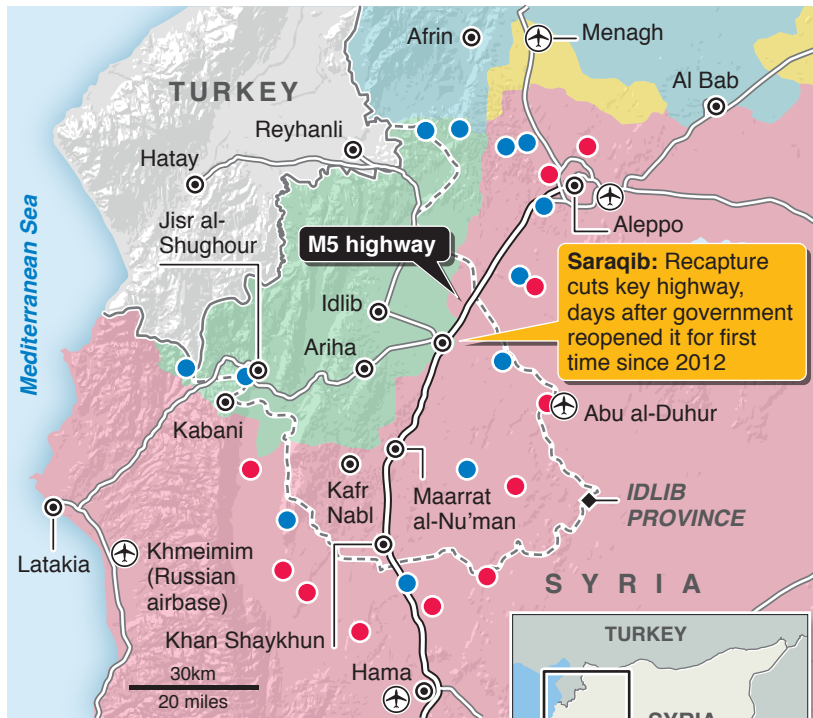 Afrin
Menagh
TURKEY
Al Bab
Reyhanli
Hatay
Mediterranean Sea
Jisr al-
Shughour
M5 highway
Aleppo
Saraqib: Recapture
cuts key highway,
days after government
reopened it for first
time since 2012
Idlib
Ariha
Abu al-Duhur
Kabani
Kafr
Nabl
Maarrat
al-Nu'man
IDLIB
PROVINCE
Latakia
Khmeimim
(Russian
airbase)
SYRIA
Khan Shaykhun
30km
20 miles
Hama
TURKEY
SYRIA